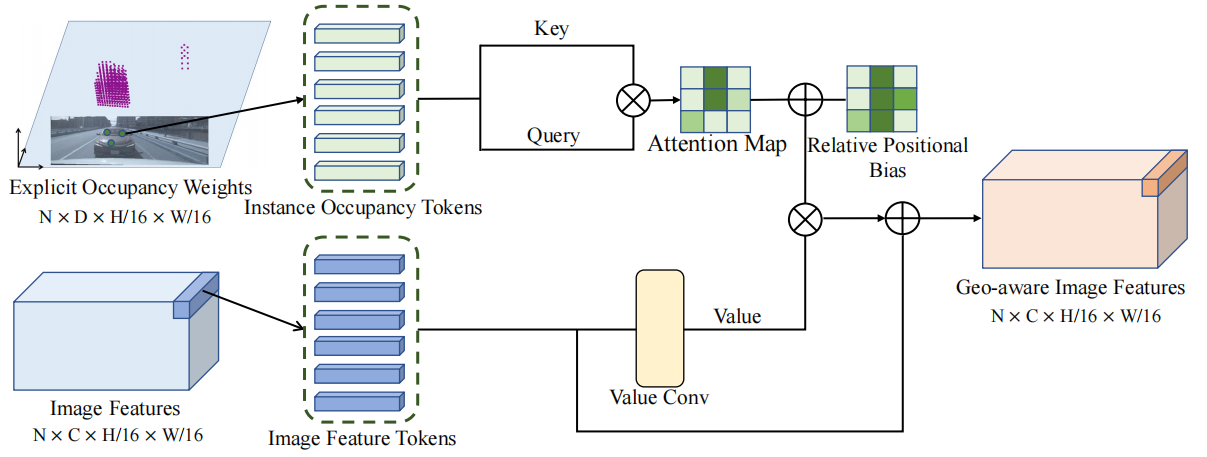 Key
Query
Attention Map
Relative Positional
Bias
Explicit Occupancy Weights
N × D × H/16 × W/16
Instance Occupancy Tokens
Value
Value Conv
Image Features
N × C × H/16 × W/16
Image Feature Tokens
Geo-aware Image Features
N × C × H/16 × W/16